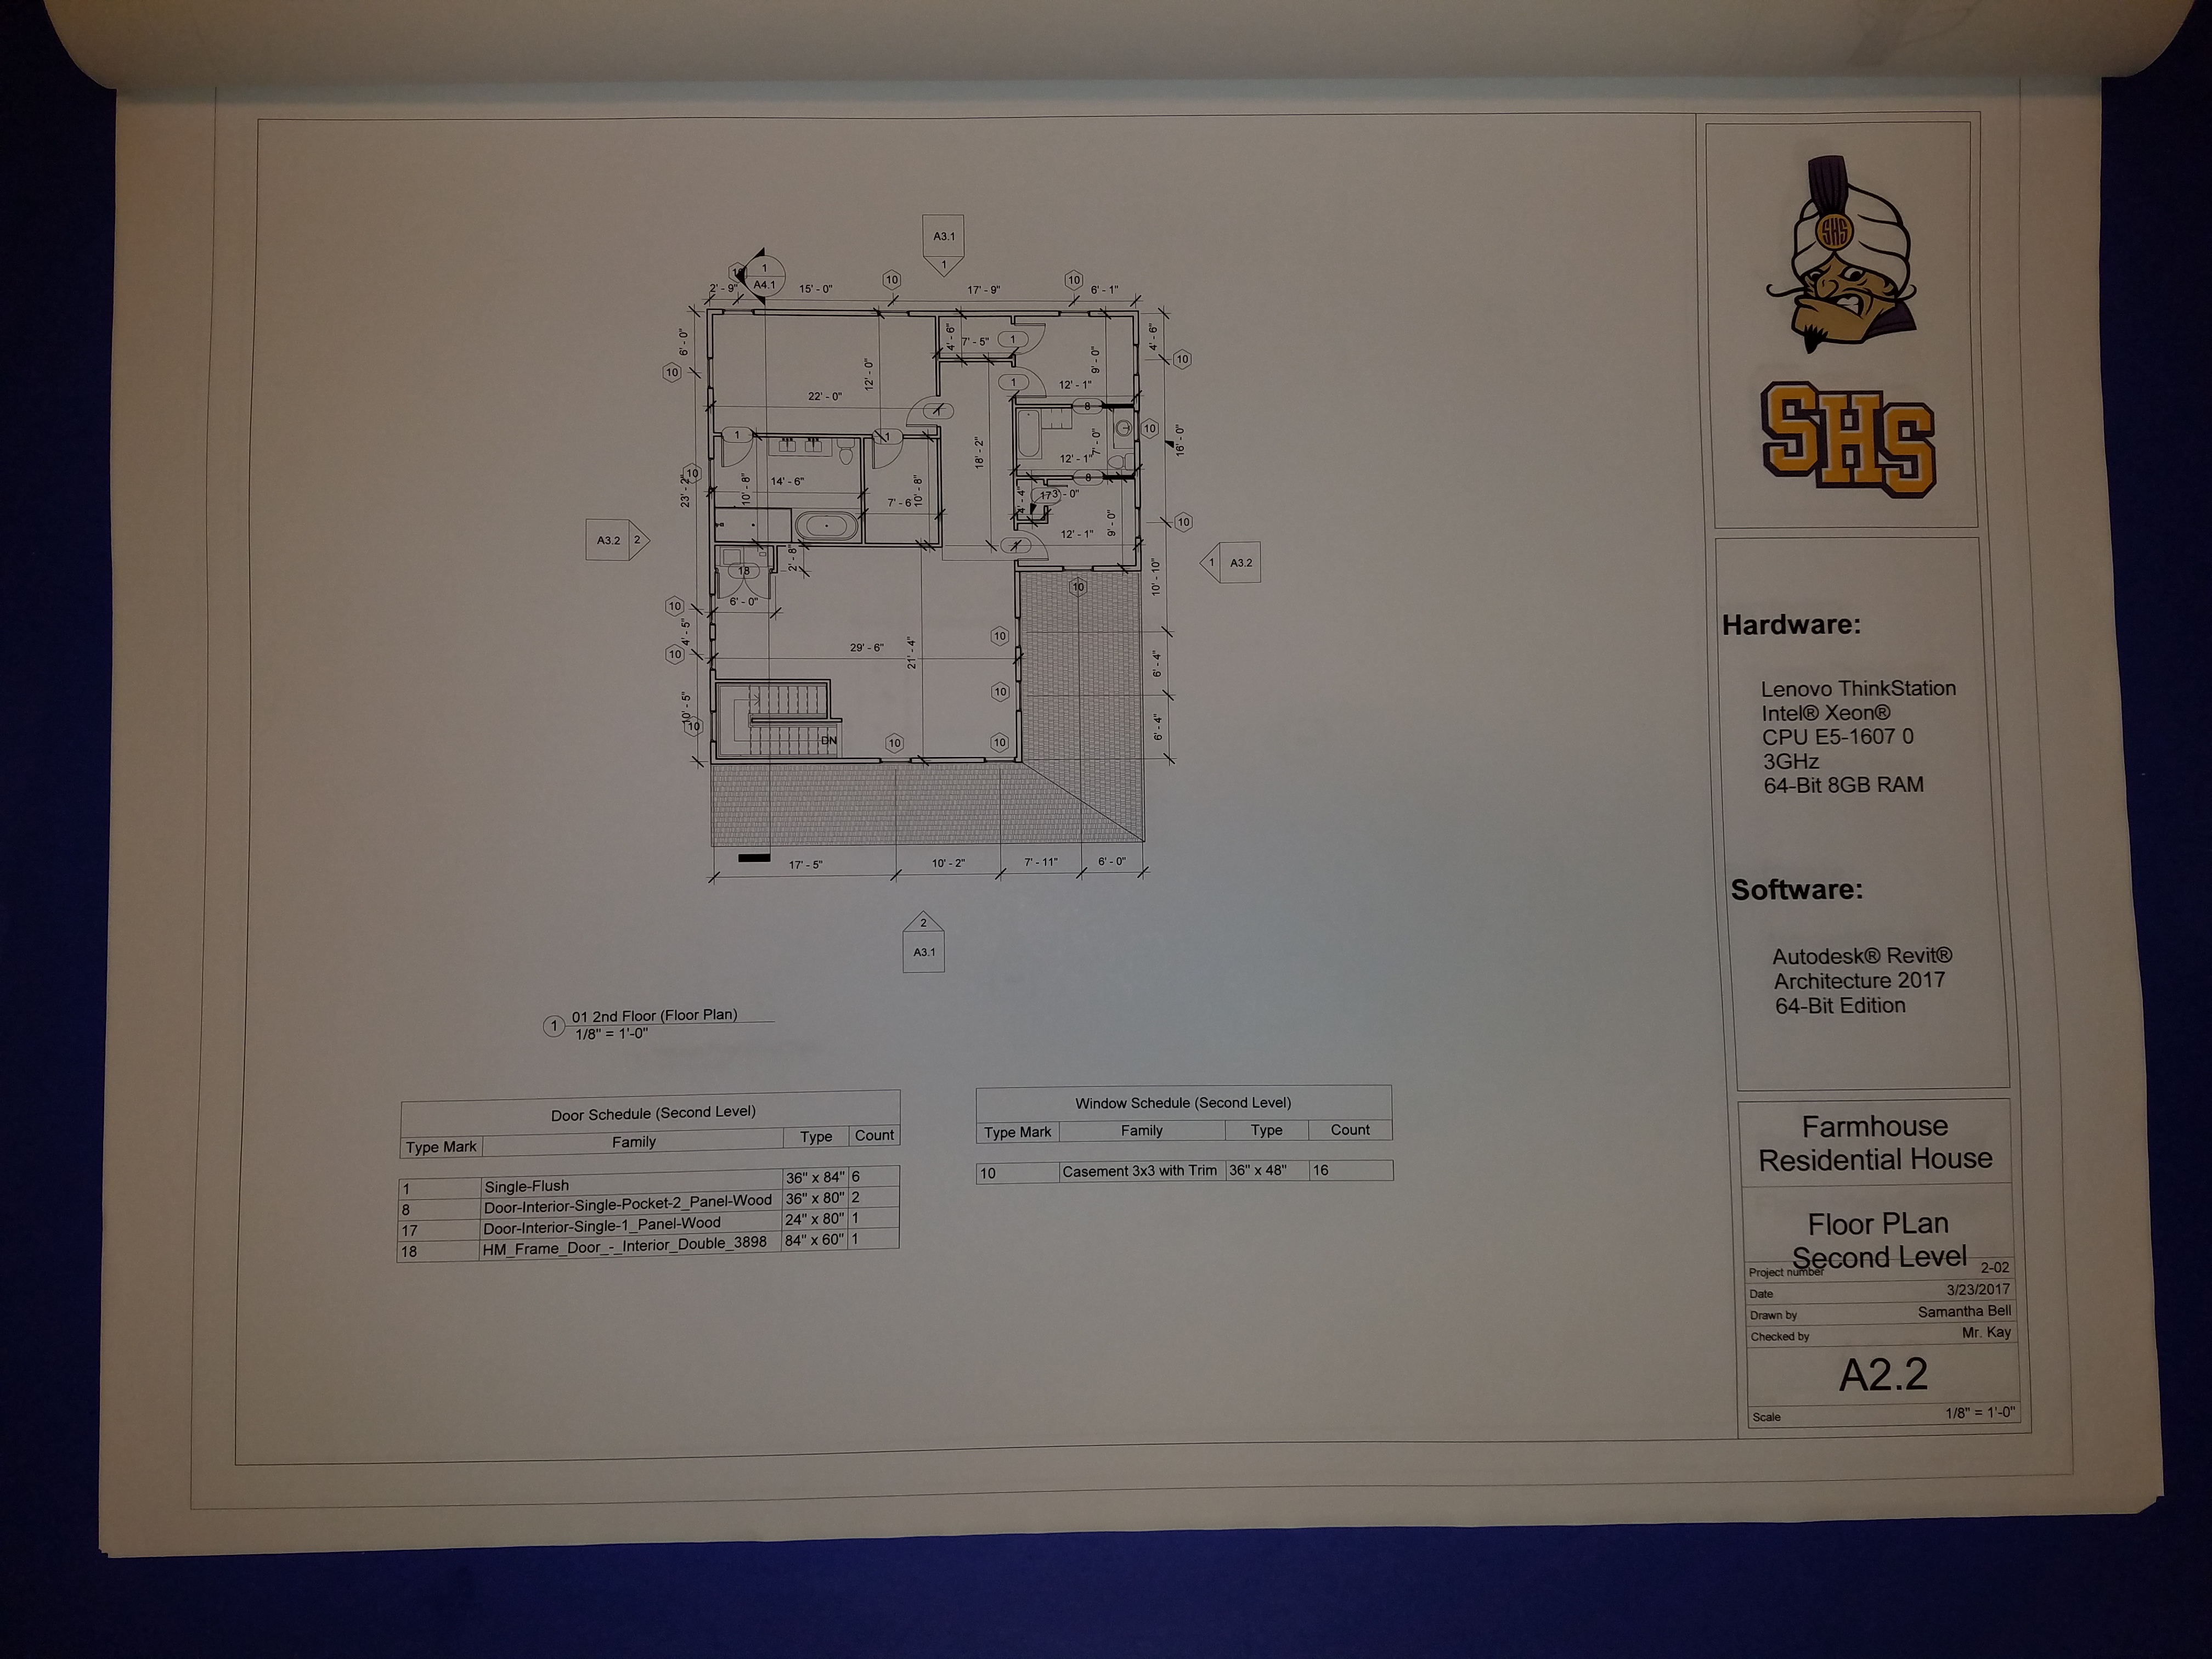 A3.1
1
10
1
A4.1
10
10
2' - 9"
15' - 0"
17' - 9"
6' - 1"
6' - 0"
4' - 6"
7' - 5"
1
9' - 0"
4' - 6"
10
10
12' - 0"
1
12' - 1"
22' - 0"
1
8
1
1
10
16' - 0"
18' - 2"
7' - 0"
12' - 1"
10
23' - 2"
10' - 8"
14' - 6"
7' - 6
10' - 8"
8
4' - 4"
17
3' - 0"
9' - 0"
10
12' - 1"
1
A3.2
2
1
A3.2
2' - 8"
18
10' - 10"
10
6' - 0"
10
4' - 5"
10
29' - 6"
21' - 4"
10
6' - 4"
10' - 5"
10
10
6' - 4"
DN
10
10
17' - 5"
10' - 2"
7' - 11"
6' - 0"
2
A3.1
1
01 2nd Floor (Floor Plan)
1/8" = 1'-0"
Door Schedule (Second Level)
Type Mark Family Type Count
1 Single-Flush 36" x 84" 6
8 Door-Interior-Single-Pocket-2_Panel-Wood 36" x 80" 2
17 Door-Interior-Single-1_Panel-Wood 24" x 80" 1
18 HM_Frame_Door_-_Interior_Double_3898 84" x 60" 1
Window Schedule (Second Level)
Type Mark Family Type Count
10 Casement 3x3 with Trim 36" x 48" 16
SHS
SHS
Hardware:
Lenovo ThinkStation
Intel® Xeon®
CPU E5-1607 0
3GHz
64-Bit 8GB RAM
Software:
Autodesk® Revit®
Architecture 2017
64-Bit Edition
Farmhouse
Residential House
Floor PLan
Second Level
Project number 2-02
Date 3/23/2017
Drawn by Samantha Bell
Checked by Mr. Kay
A2.2
Scale 1/8" = 1'-0"